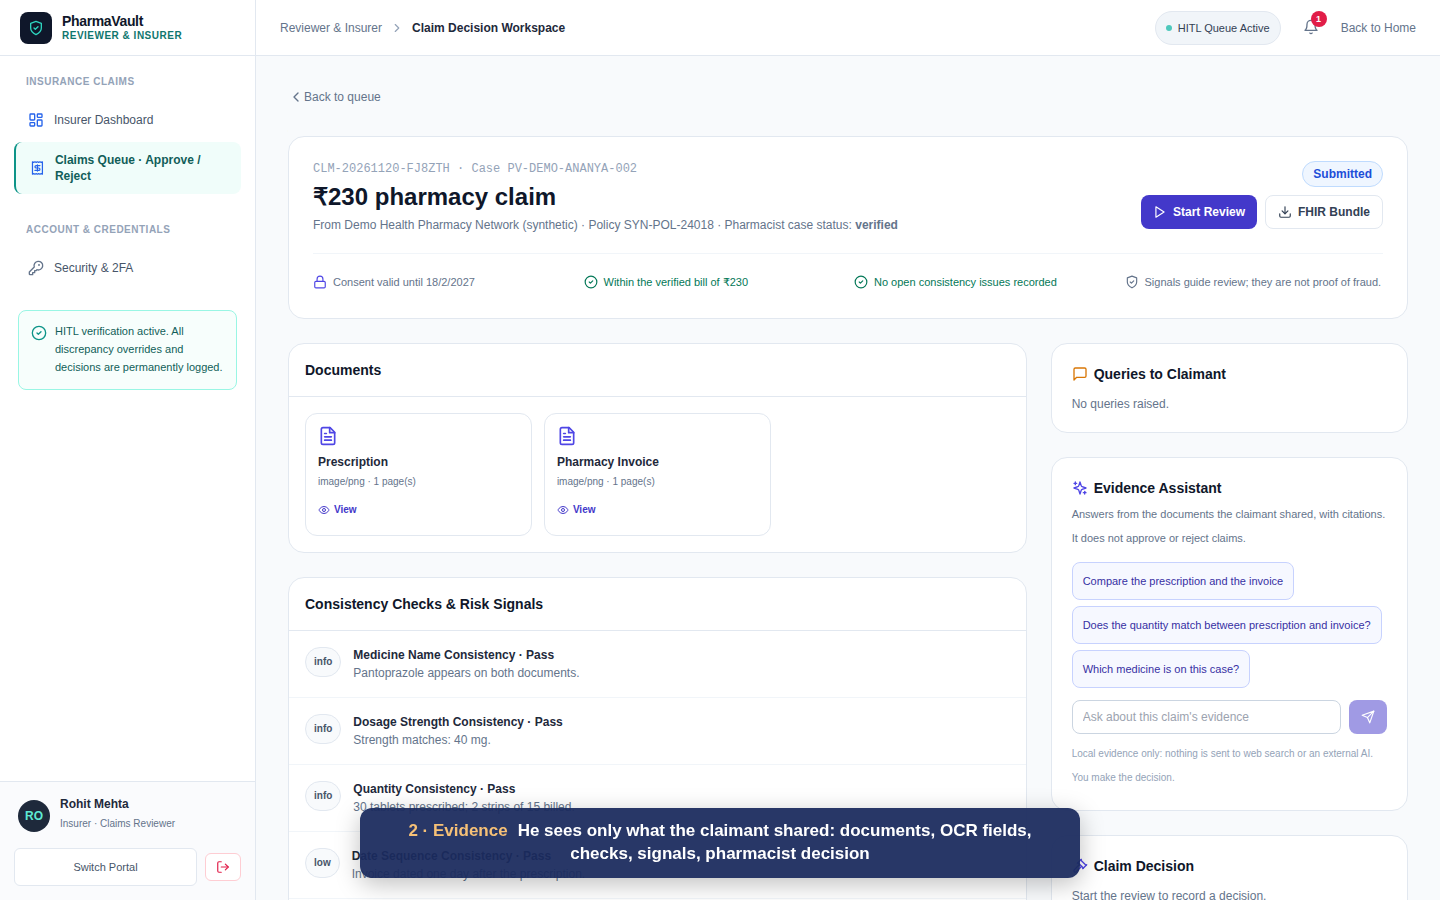 PharmaVault
REVIEWER & INSURER
INSURANCE CLAIMS
Insurer Dashboard
Claims Queue · Approve /
Reject
ACCOUNT & CREDENTIALS
Security & 2FA
HITL verification active. All
discrepancy overrides and
decisions are permanently logged.
RO
Rohit Mehta
Insurer · Claims Reviewer
Switch Portal
Reviewer & Insurer
Claim Decision Workspace
HITL Queue Active
1
Back to Home
Back to queue
CLM-20261120-FJ8ZTH · Case PV-DEMO-ANANYA-002
₹230 pharmacy claim
From Demo Health Pharmacy Network (synthetic) · Policy SYN-POL-24018 · Pharmacist case status: verified
Submitted
Start Review
FHIR Bundle
Consent valid until 18/2/2027
Within the verified bill of ₹230
No open consistency issues recorded
Signals guide review; they are not proof of fraud.
Documents
Prescription
image/png · 1 page(s)
View
Pharmacy Invoice
image/png · 1 page(s)
View
Consistency Checks & Risk Signals
info
Medicine Name Consistency · Pass
Pantoprazole appears on both documents.
info
Dosage Strength Consistency · Pass
Strength matches: 40 mg.
info
Quantity Consistency · Pass
30 tablets prescribed; 2 strips of 15 billed.
low
Date Sequence Consistency · Pass
2 · Evidence He sees only what the claimant shared: documents, OCR fields,
checks, signals, pharmacist decision
Queries to Claimant
No queries raised.
Evidence Assistant
Answers from the documents the claimant shared, with citations.
It does not approve or reject claims.
Compare the prescription and the invoice
Does the quantity match between prescription and invoice?
Which medicine is on this case?
Ask about this claim's evidence
Local evidence only: nothing is sent to web search or an external AI.
You make the decision.
Claim Decision
Start the review to record a decision.